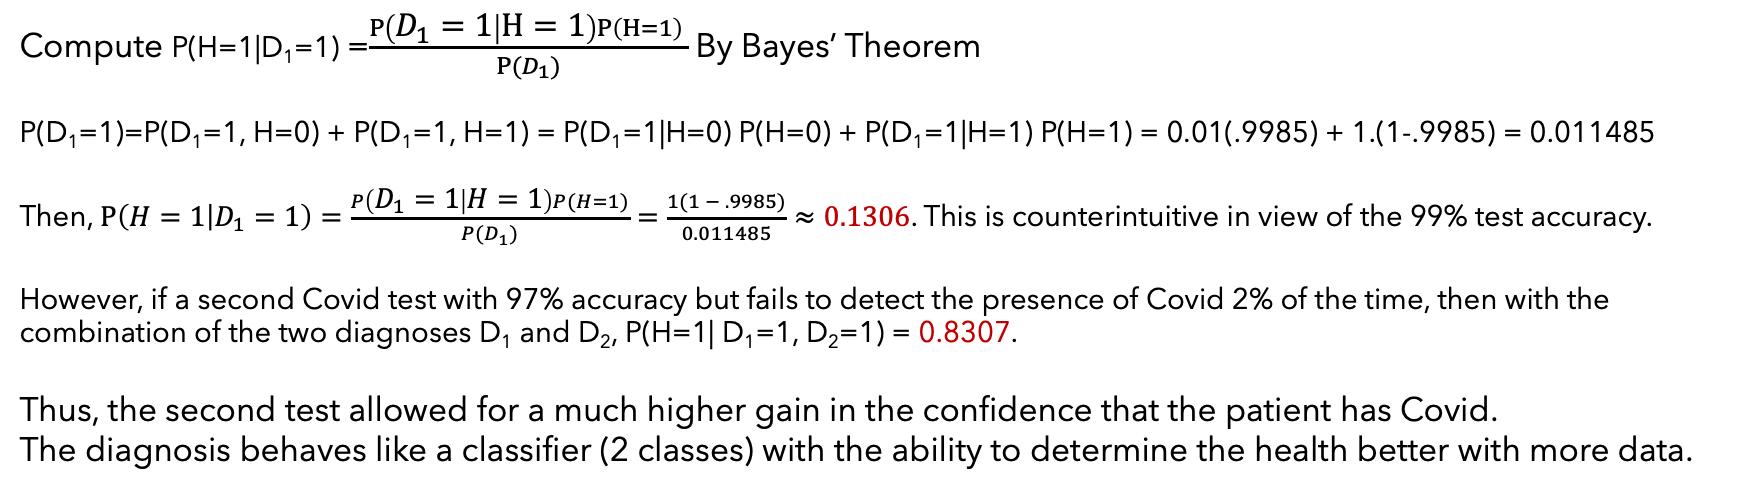 Compute P(H=1|D₁=1) = P(D₁ = 1|H = 1)P(H=1) / P(D₁) By Bayes’ Theorem
P(D₁=1)=P(D₁=1, H=0) + P(D₁=1, H=1) = P(D₁=1|H=0) P(H=0) + P(D₁=1|H=1) P(H=1) = 0.01(.9985) + 1.(1-.9985) = 0.011485
Then, P(H = 1|D₁ = 1) = P(D₁ = 1|H = 1)P(H=1) / P(D₁) = 1(1 − .9985) / 0.011485 ≈ 0.1306. This is counterintuitive in view of the 99% test accuracy.
However, if a second Covid test with 97% accuracy but fails to detect the presence of Covid 2% of the time, then with the
combination of the two diagnoses D₁ and D₂, P(H=1| D₁=1, D₂=1) = 0.8307.
Thus, the second test allowed for a much higher gain in the confidence that the patient has Covid.
The diagnosis behaves like a classifier (2 classes) with the ability to determine the health better with more data.